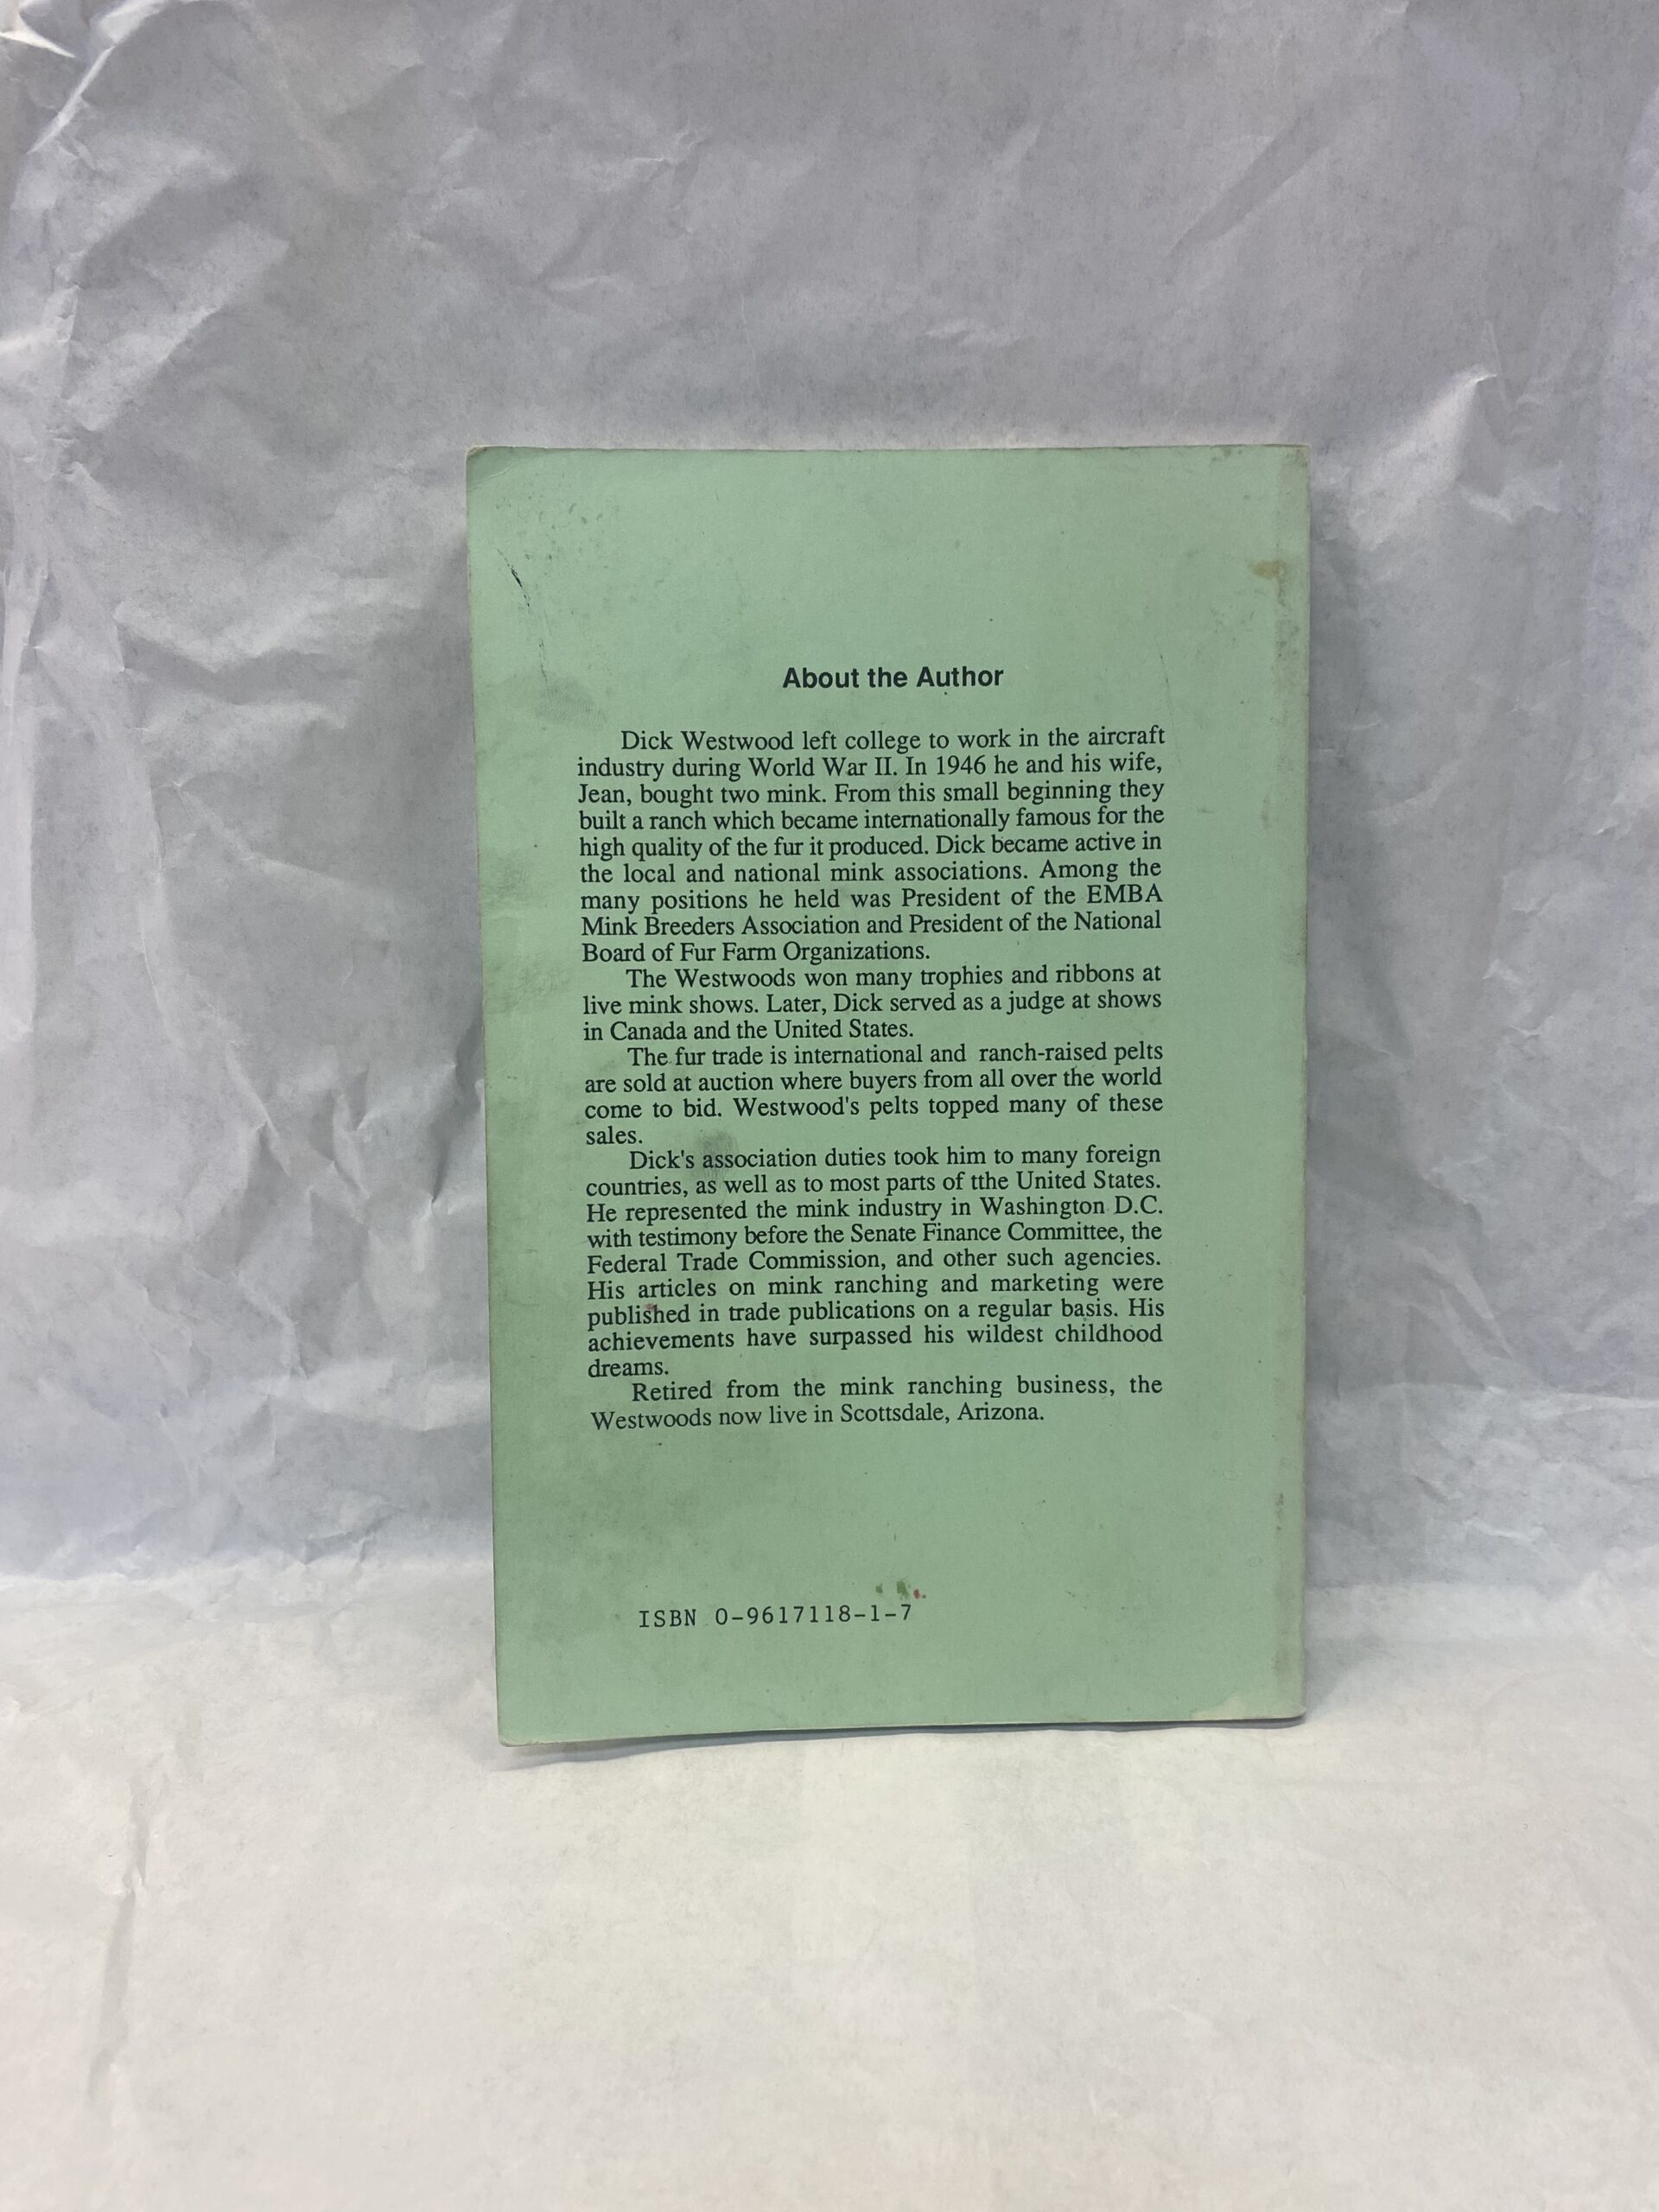 About the Author
Dick Westwood left college to work in the aircraft
industry during World War II. In 1946 he and his wife,
Jean, bought two mink. From this small beginning they
built a ranch which became internationally famous for the
high quality of the fur it produced. Dick became active in
the local and national mink associations. Among the
many positions he held was President of the EMBA
Mink Breeders Association and President of the National
Board of Fur Farm Organizations.
The Westwoods won many trophies and ribbons at
live mink shows. Later, Dick served as a judge at shows
in Canada and the United States.
The fur trade is international and ranch-raised pelts
are sold at auction where buyers from all over the world
come to bid. Westwood's pelts topped many of these
sales.
Dick's association duties took him to many foreign
countries, as well as to most parts of tthe United States.
He represented the mink industry in Washington D.C.
with testimony before the Senate Finance Committee, the
Federal Trade Commission, and other such agencies.
His articles on mink ranching and marketing were
published in trade publications on a regular basis. His
achievements have surpassed his wildest childhood
dreams.
Retired from the mink ranching business, the
Westwoods now live in Scottsdale, Arizona.
ISBN 0-9617118-1-7